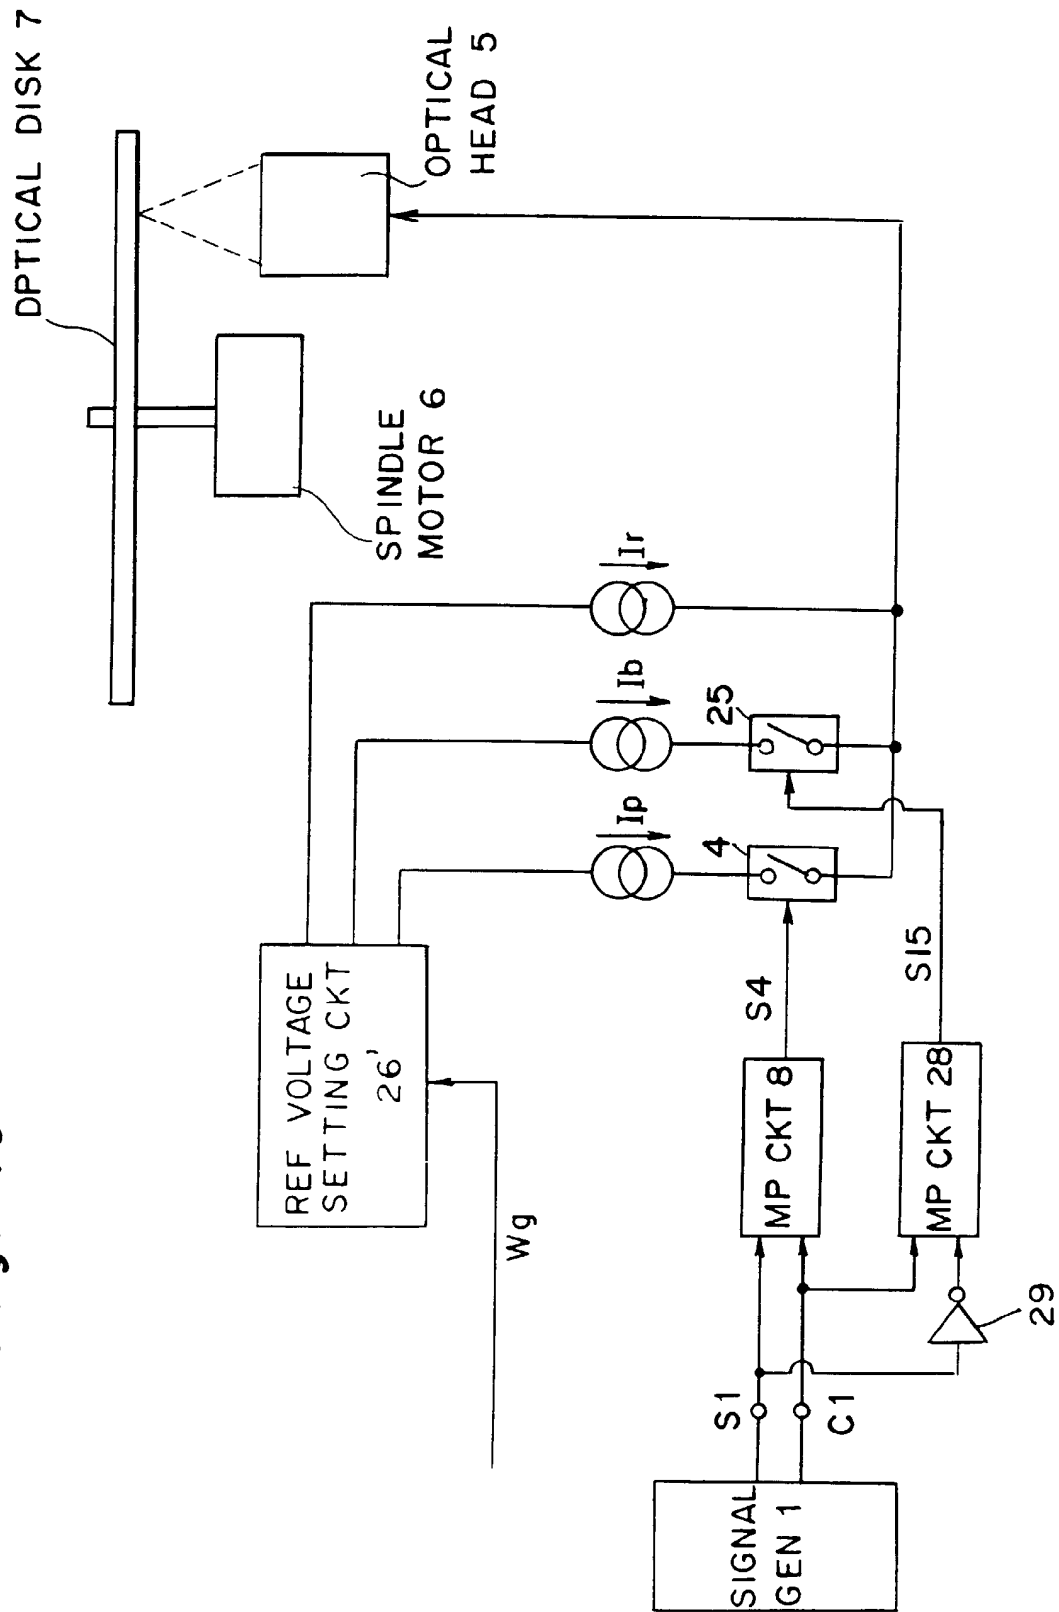 DPTICAL DISK 7
OPTICAL
HEAD 5
SPINDLE
MOTOR 6
Ir
Ib
Ip
25
4
REF VOLTAGE
SETTING CKT
26'
Wg
S4
S15
MP CKT 8
MP CKT 28
29
S1
C1
SIGNAL
GEN 1